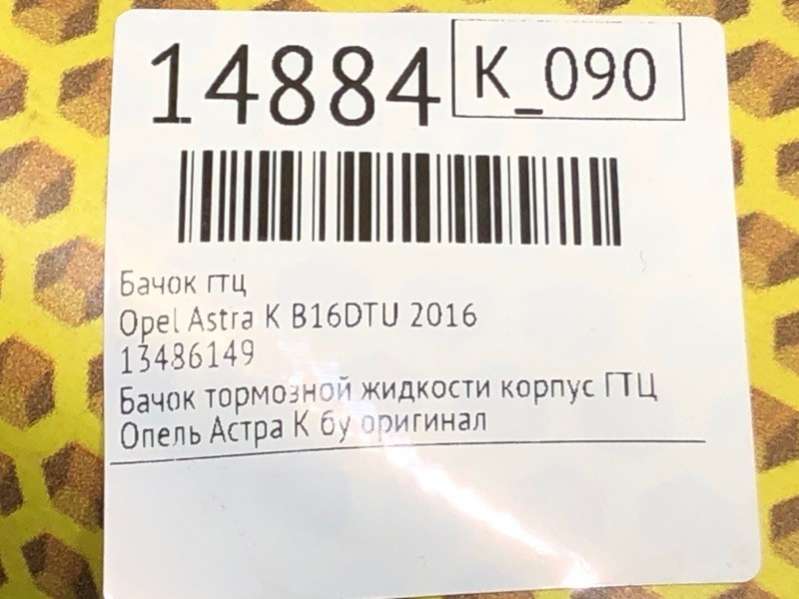 14884 K_090
Бачок гтц
Opel Astra K B16DTU 2016
13486149
Бачок тормозной жидкости корпус ГТЦ
Опель Астра К бу оригинал